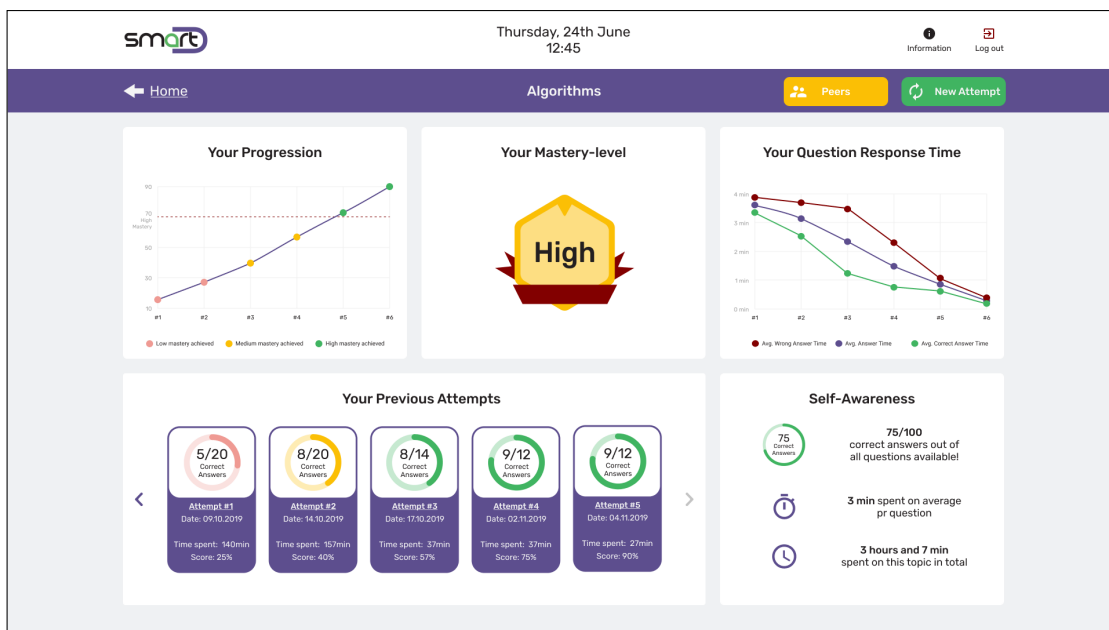 smart
Thursday, 24th June
12:45
Information
Log out
Home
Algorithms
Peers
New Attempt
Your Progression
90
70
High
Mastery
50
30
10
#1 #2 #3 #4 #5 #6
Low mastery achieved Medium mastery achieved High mastery achieved
Your Mastery-level
High
Your Question Response Time
4 min
3 min
2 min
1 min
0 min
#1 #2 #3 #4 #5 #6
Avg. Wrong Answer Time Avg. Answer Time Avg. Correct Answer Time
Your Previous Attempts
5/20
Correct
Answers
Attempt #1
Date: 09.10.2019
Time spent: 140min
Score: 25%
8/20
Correct
Answers
Attempt #2
Date: 14.10.2019
Time spent: 157min
Score: 40%
8/14
Correct
Answers
Attempt #3
Date: 17.10.2019
Time spent: 37min
Score: 57%
9/12
Correct
Answers
Attempt #4
Date: 02.11.2019
Time spent: 37min
Score: 75%
9/12
Correct
Answers
Attempt #5
Date: 04.11.2019
Time spent: 27min
Score: 90%
Self-Awareness
75
Correct
Answers
75/100
correct answers out of
all questions available!
3 min spent on average
pr question
3 hours and 7 min
spent on this topic in total